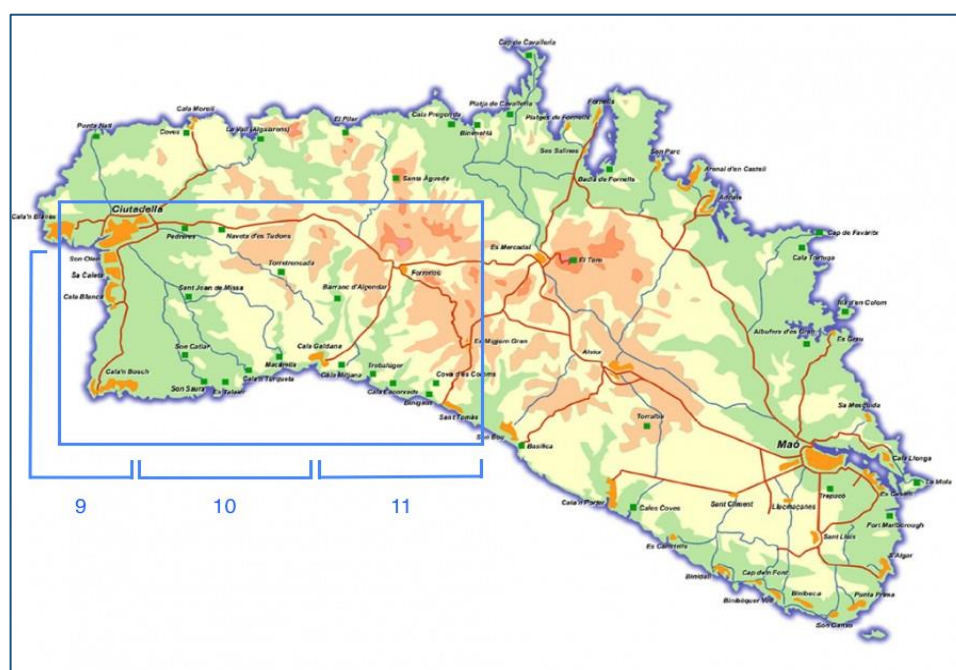 Cap de Cavalleria
Cala Morell
Fornells
Punta Nati
Coves
La Vall (Algaiarens)
El Pilar
Cala Pregonda
Binimel·là
Platja de Cavalleria
Platges de Fornells
Ses Salines
Son Parc
Arenal d'en Castell
Badia de Fornells
Addaia
Santa Àgueda
Cala'n Blanes
Ciutadella
Pedreres
Naveta d'es Tudons
Es Mercadal
El Toro
Cap de Favàritx
Cala Tortuga
Son Oleo
Sa Caleta
Torretrencada
Ferreries
Cala Blanca
Sant Joan de Missa
Barranc d'Algendar
Illa d'en Colom
Albufera d'es Grau
Es Grau
Son Catlar
Cala Galdana
Es Migjorn Gran
Alaior
Macarella
Cala'n Bosch
Son Saura
Es Talaier
Cala'n Turqueta
Cala Mitjana
Trebalúger
Cala Escorxada
Cova d'es Coloms
Binigaus
Sant Tomàs
Son Bou
Basílica
Torralba
Sa Mesquida
Maó
Cala Llonga
La Mola
Es Castell
Cala'n Porter
Cales Coves
Sant Climent
Llucmaçanes
Trepucó
Fort Marlborough
Sant Lluís
Es Canutells
S'Algar
Binidalí
Cap d'en Font
Binibèquer Vell
Binibeca
Punta Prima
Son Ganxo
9
10
11